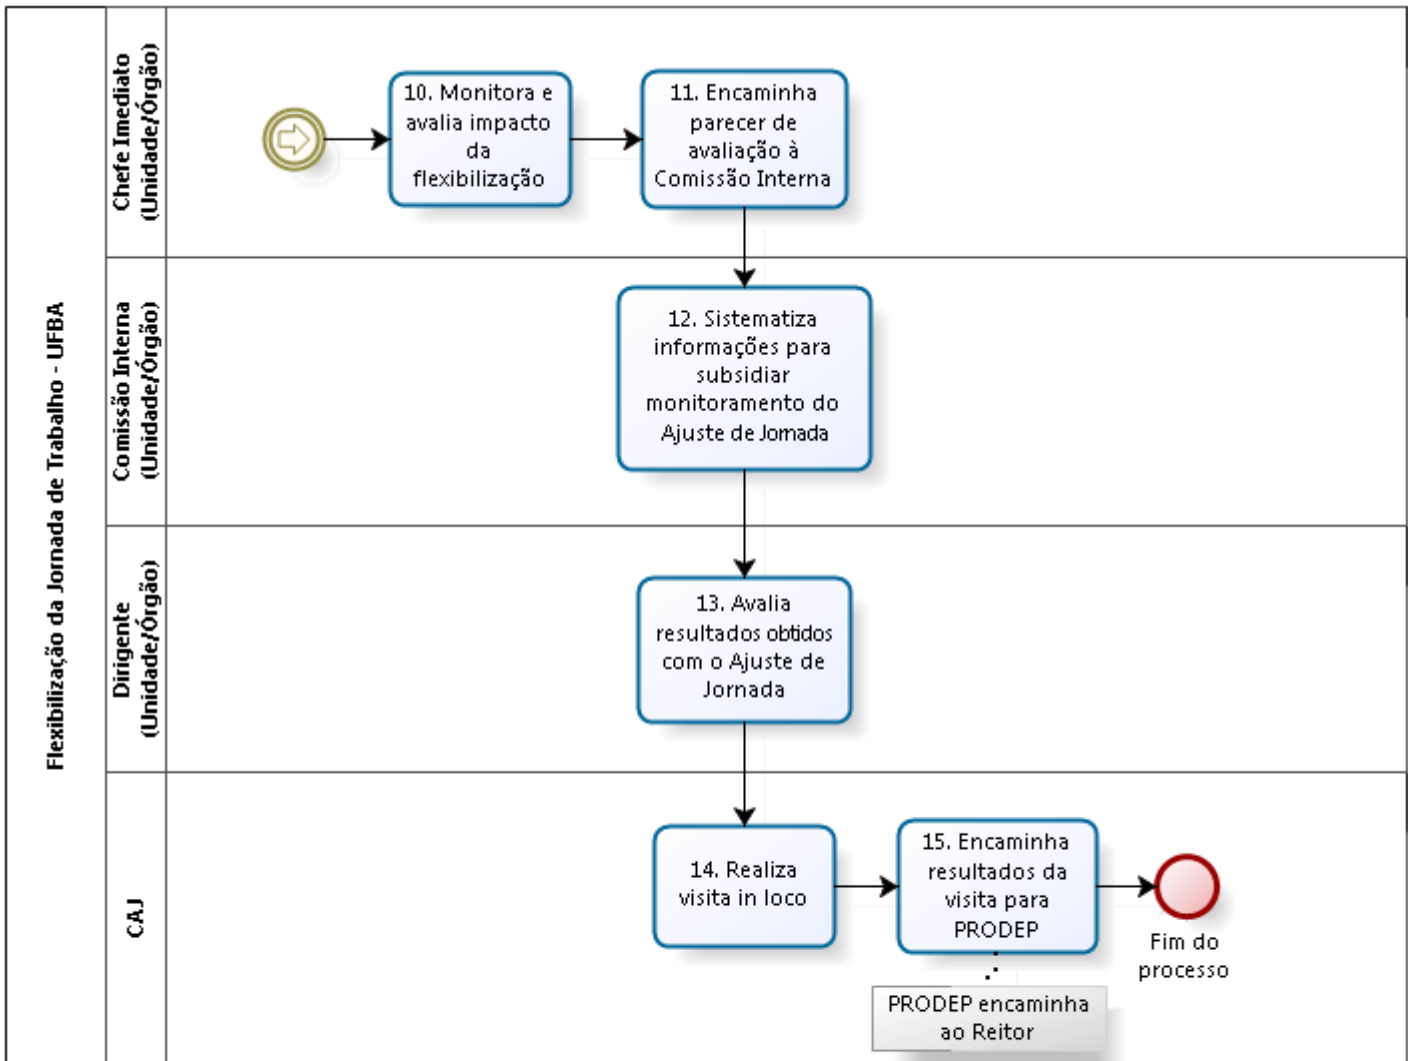 Flexibilização da Jornada de Trabalho - UFBA
Chefe Imediato
(Unidade/Órgão)
10. Monitora e
avalia impacto
da
flexibilização
11. Encaminha
parecer de
avaliação à
Comissão Interna
Comissão Interna
(Unidade/Órgão)
12. Sistematiza
informações para
subsidiar
monitoramento do
Ajuste de Jornada
Dirigente
(Unidade/Órgão)
13. Avalia
resultados obtidos
com o Ajuste de
Jornada
CAJ
14. Realiza
visita in loco
15. Encaminha
resultados da
visita para
PRODEP
Fim do
processo
PRODEP encaminha
ao Reitor